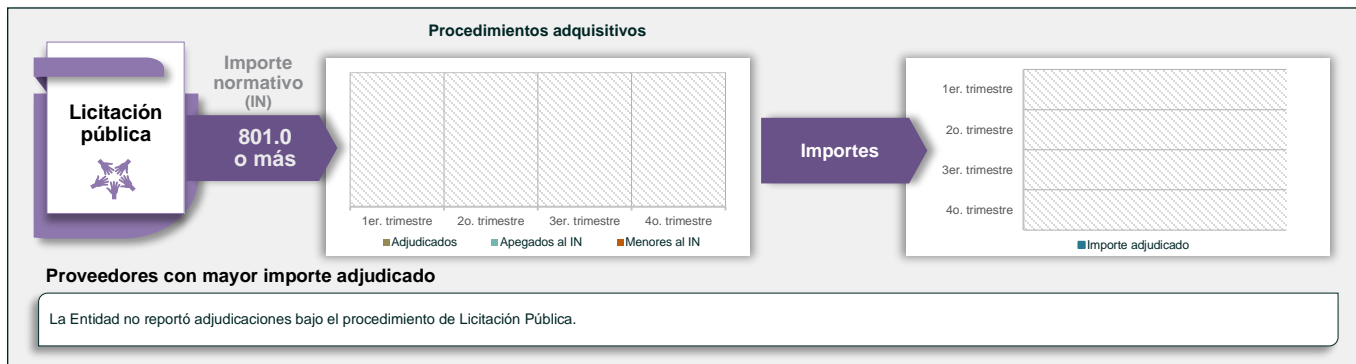 Procedimientos adquisitivos
Licitación
pública
Importe
normativo
(IN)
801.0
o más
1er. trimestre
2o. trimestre
3er. trimestre
4o. trimestre
Adjudicados
Apegados al IN
Menores al IN
Importes
1er. trimestre
2o. trimestre
3er. trimestre
4o. trimestre
Importe adjudicado
Proveedores con mayor importe adjudicado
La Entidad no reportó adjudicaciones bajo el procedimiento de Licitación Pública.